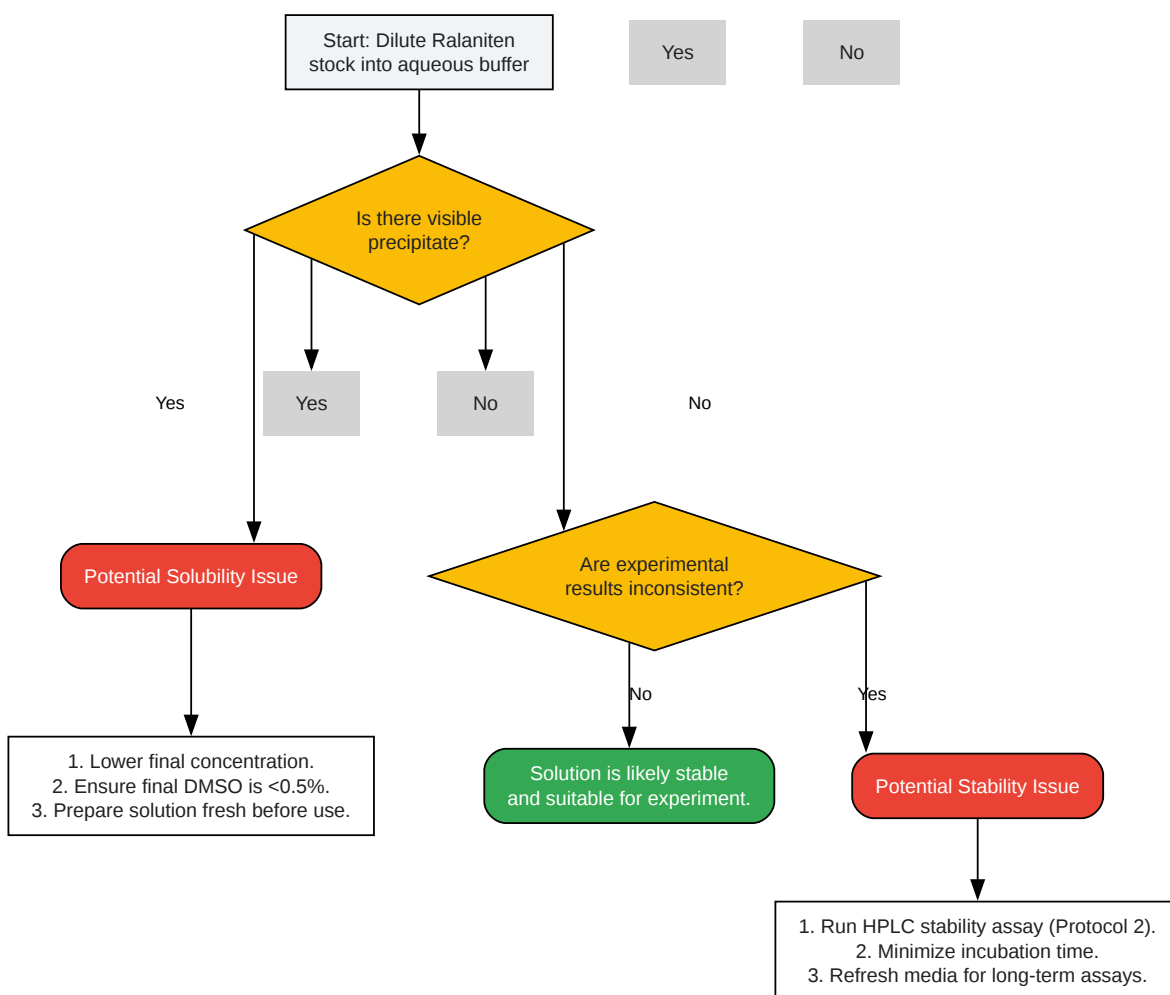 Start: Dilute Ralaniten
stock into aqueous buffer
Yes
No
Is there visible
precipitate?
Yes
Yes
No
No
Potential Solubility Issue
Are experimental
results inconsistent?
No
Yes
1. Lower final concentration.
2. Ensure final DMSO is <0.5%.
3. Prepare solution fresh before use.
Solution is likely stable
and suitable for experiment.
Potential Stability Issue
1. Run HPLC stability assay (Protocol 2).
2. Minimize incubation time.
3. Refresh media for long-term assays.